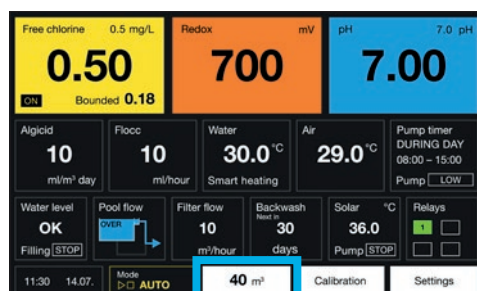 Free chlorine 0.5 mg/L
0.50
ON Bounded 0.18
Redox mV
700
pH 7.0 pH
7.00
Algicid
10
ml/m³ day
Flocc
10
ml/hour
Water
30.0 °C
Smart heating
Air
29.0 °C
Pump timer
DURING DAY
08:00 – 15:00
Pump LOW
Water level
OK
Filling STOP
Pool flow
OVER
Filter flow
10
m³/hour
Backwash
Next in
30
days
Solar °C
36.0
Pump STOP
Relays
1
11:30 14.07.
Mode
AUTO
40 m³
Calibration
Settings